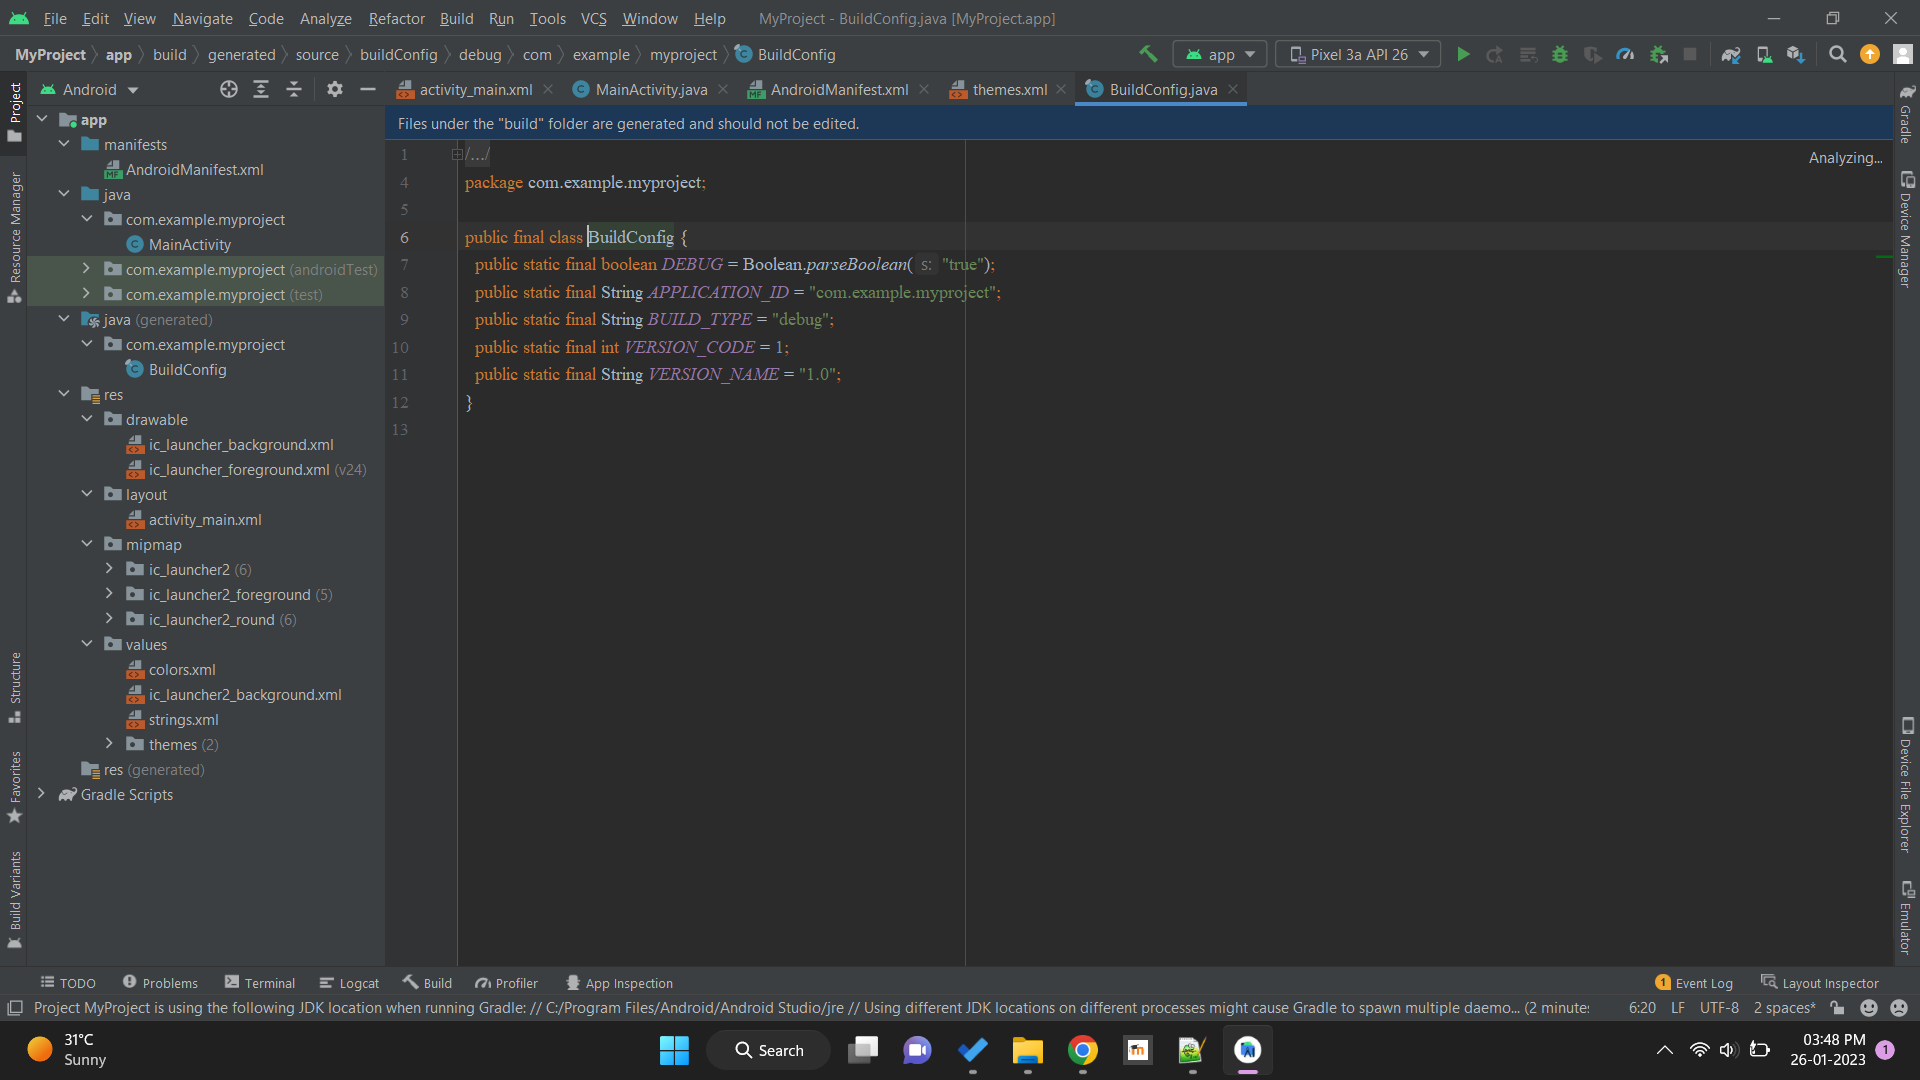 File Edit View Navigate Code Analyze Refactor Build Run Tools VCS Window Help MyProject - BuildConfig.java [MyProject.app]
MyProject app build generated source buildConfig debug com example myproject BuildConfig app Pixel 3a API 26
Android activity_main.xml MainActivity.java AndroidManifest.xml themes.xml BuildConfig.java
Files under the "build" folder are generated and should not be edited.
Analyzing...
Project
Resource Manager
Structure
Favorites
Build Variants
app
manifests
AndroidManifest.xml
java
com.example.myproject
MainActivity
com.example.myproject (androidTest)
com.example.myproject (test)
java (generated)
com.example.myproject
BuildConfig
res
drawable
ic_launcher_background.xml
ic_launcher_foreground.xml (v24)
layout
activity_main.xml
mipmap
ic_launcher2 (6)
ic_launcher2_foreground (5)
ic_launcher2_round (6)
values
colors.xml
ic_launcher2_background.xml
strings.xml
themes (2)
res (generated)
Gradle Scripts
1 /.../
4 package com.example.myproject;
5
6 public final class BuildConfig {
7 public static final boolean DEBUG = Boolean.parseBoolean( s: "true");
8 public static final String APPLICATION_ID = "com.example.myproject";
9 public static final String BUILD_TYPE = "debug";
10 public static final int VERSION_CODE = 1;
11 public static final String VERSION_NAME = "1.0";
12 }
13
Gradle
Device Manager
Device File Explorer
Emulator
TODO Problems Terminal Logcat Build Profiler App Inspection 1 Event Log Layout Inspector
Project MyProject is using the following JDK location when running Gradle: // C:/Program Files/Android/Android Studio/jre // Using different JDK locations on different processes might cause Gradle to spawn multiple daemo... (2 minutes 6:20 LF UTF-8 2 spaces*
31°C
Sunny
Search
m
03:48 PM
26-01-2023
1